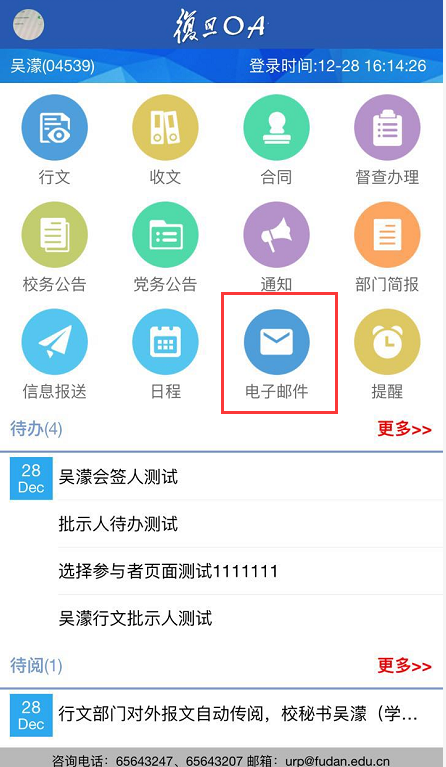 復旦OA
吴濛(04539) 登录时间:12-28 16:14:26
行文 收文 合同 督查办理
校务公告 党务公告 通知 部门简报
信息报送 日程 电子邮件 提醒
待办(4) 更多>>
28
Dec
吴濛会签人测试
批示人待办测试
选择参与者页面测试1111111
吴濛行文批示人测试
待阅(1) 更多>>
28
Dec
行文部门对外报文自动传阅，校秘书吴濛（学...
咨询电话：65643247、65643207 邮箱：urp@fudan.edu.cn